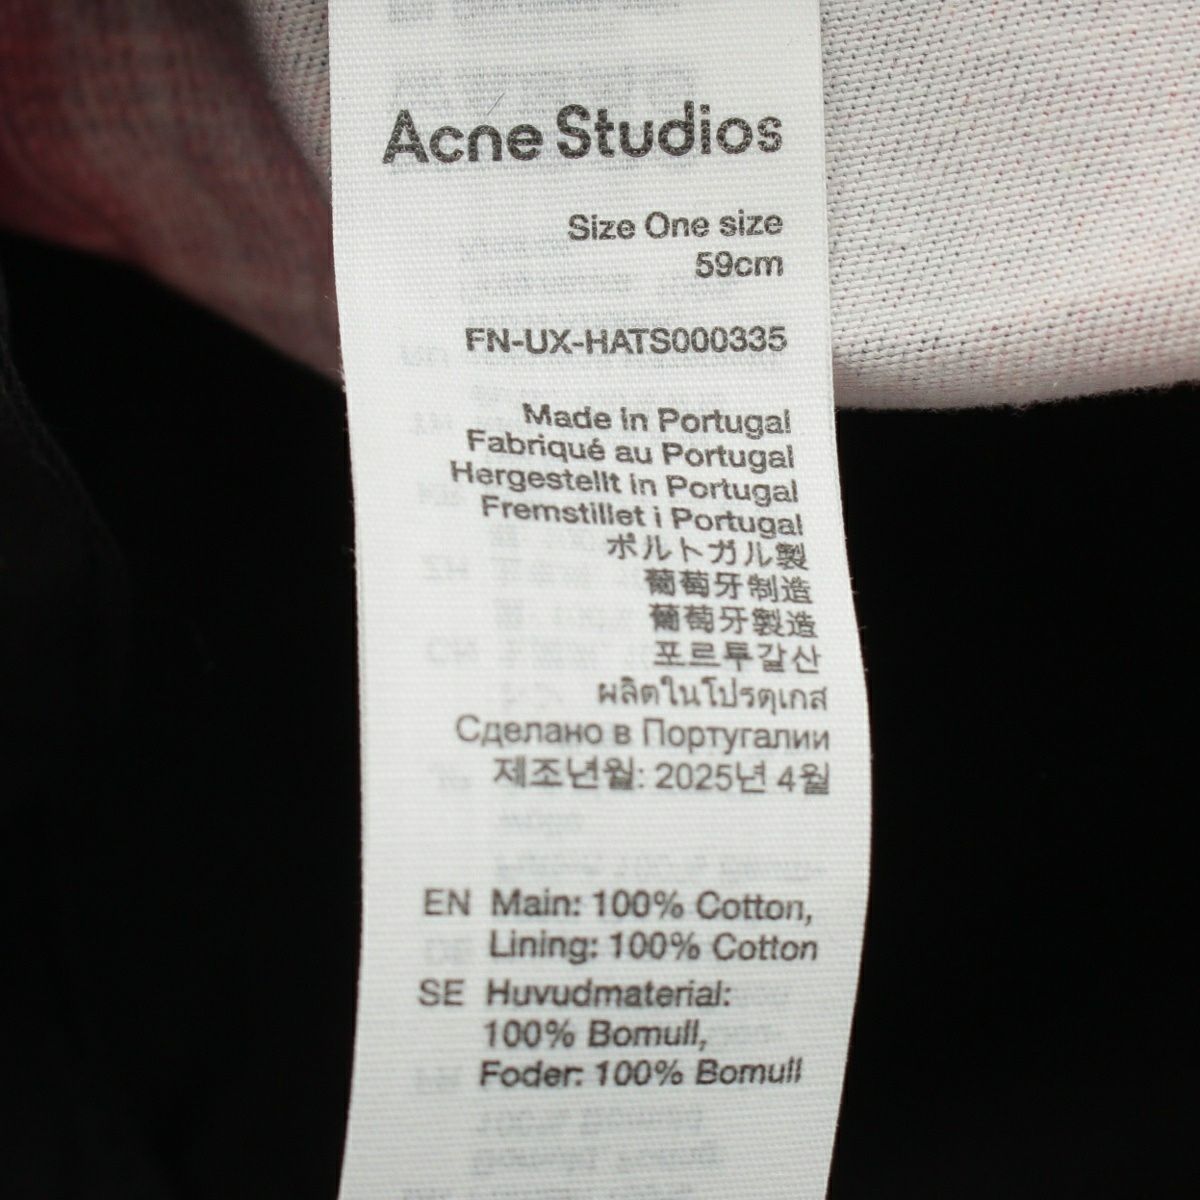 Acne Studios
Size One size
59cm
FN-UX-HATS000335
Made in Portugal
Fabriqué au Portugal
Hergestellt in Portugal
Fremstillet i Portugal
ポルトガル製
葡萄牙制造
葡萄牙製造
포르투갈산
ผลิตในโปรตุเกส
Сделано в Португалии
제조년월: 2025년 4월
EN Main: 100% Cotton,
Lining: 100% Cotton
SE Huvudmaterial:
100% Bomull,
Foder: 100% Bomull